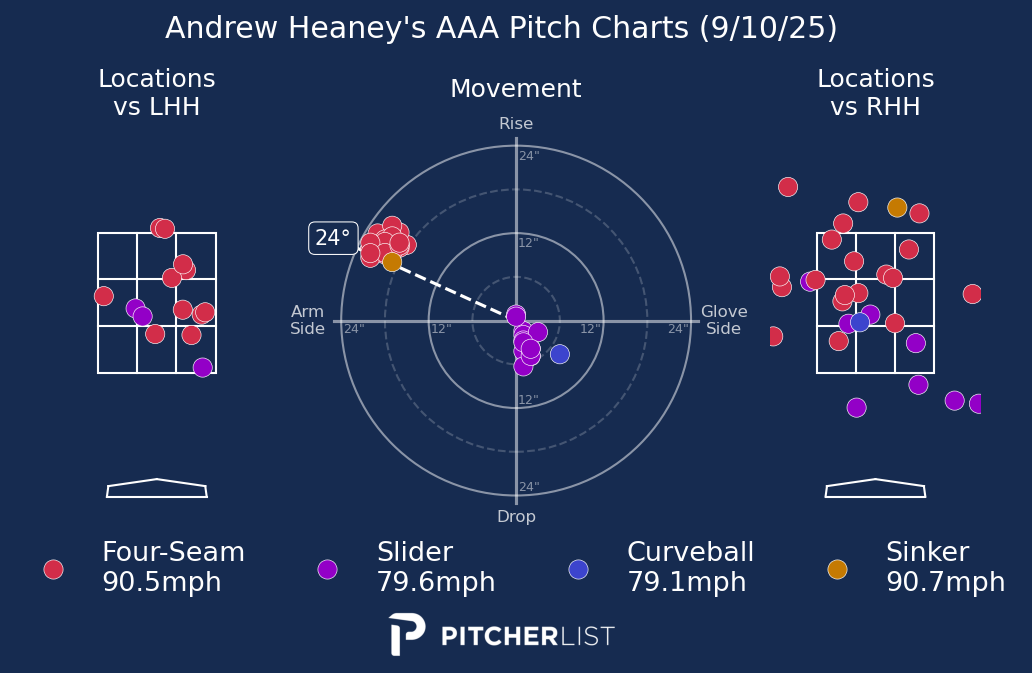 Andrew Heaney's AAA Pitch Charts (9/10/25)
Locations
vs LHH
Movement
Locations
vs RHH
Rise
24"
12"
24°
Arm
Side
24"
12"
12"
24"
Glove
Side
12"
24"
Drop
Four-Seam
90.5mph
Slider
79.6mph
Curveball
79.1mph
Sinker
90.7mph
PITCHERLIST